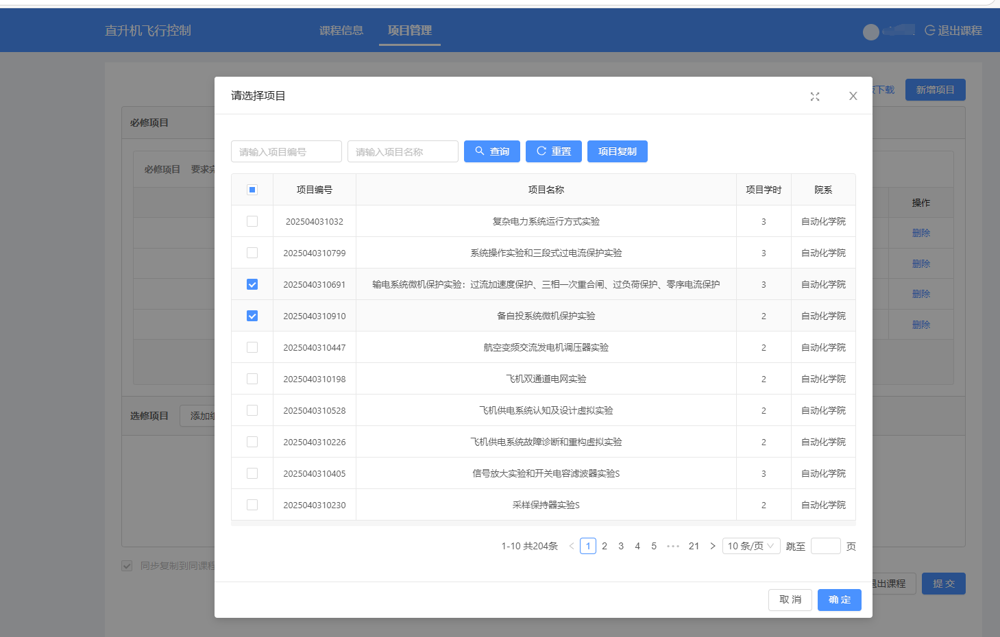 直升机飞行控制 课程信息 项目管理 退出课程
请选择项目 X
下载 新增项目
必修项目
请输入项目编号 请输入项目名称 查询 重置 项目复制
必修项目 要求完
项目编号 项目名称 项目学时 院系
操作
202504031032 复杂电力系统运行方式实验 3 自动化学院
删除
2025040310799 系统操作实验和三段式过电流保护实验 3 自动化学院
删除
2025040310691 输电系统微机保护实验：过流加速度保护、三相一次重合闸、过负荷保护、零序电流保护 3 自动化学院
删除
2025040310910 备自投系统微机保护实验 2 自动化学院
删除
2025040310447 航空变频交流发电机调压器实验 2 自动化学院
2025040310198 飞机双通道电网实验 2 自动化学院
2025040310528 飞机供电系统认知及设计虚拟实验 2 自动化学院
选修项目 添加
2025040310226 飞机供电系统故障诊断和重构虚拟实验 2 自动化学院
2025040310405 信号放大实验和开关电容滤波器实验S 3 自动化学院
2025040310230 采样保持器实验S 2 自动化学院
1-10 共204条 < 1 2 3 4 5 ••• 21 > 10 条/页 跳至 页
同步复制到同课程
退出课程 提 交
取 消 确 定